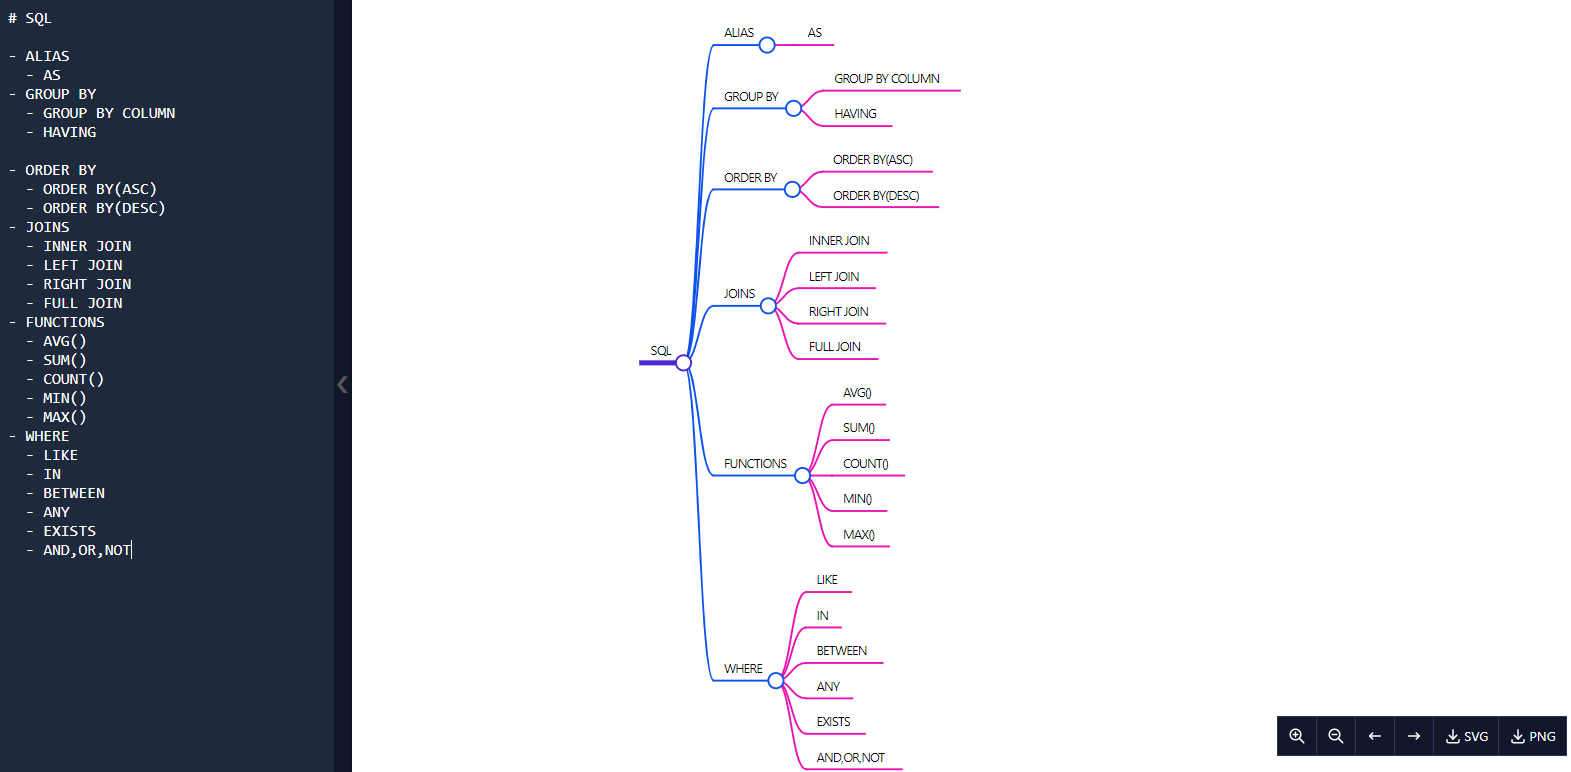 # SQL
- ALIAS
- AS
- GROUP BY
- GROUP BY COLUMN
- HAVING
- ORDER BY
- ORDER BY(ASC)
- ORDER BY(DESC)
- JOINS
- INNER JOIN
- LEFT JOIN
- RIGHT JOIN
- FULL JOIN
- FUNCTIONS
- AVG()
- SUM()
- COUNT()
- MIN()
- MAX()
- WHERE
- LIKE
- IN
- BETWEEN
- ANY
- EXISTS
- AND,OR,NOT
SQL
ALIAS
AS
GROUP BY
GROUP BY COLUMN
HAVING
ORDER BY
ORDER BY(ASC)
ORDER BY(DESC)
JOINS
INNER JOIN
LEFT JOIN
RIGHT JOIN
FULL JOIN
FUNCTIONS
AVG()
SUM()
COUNT()
MIN()
MAX()
WHERE
LIKE
IN
BETWEEN
ANY
EXISTS
AND,OR,NOT
SVG
PNG